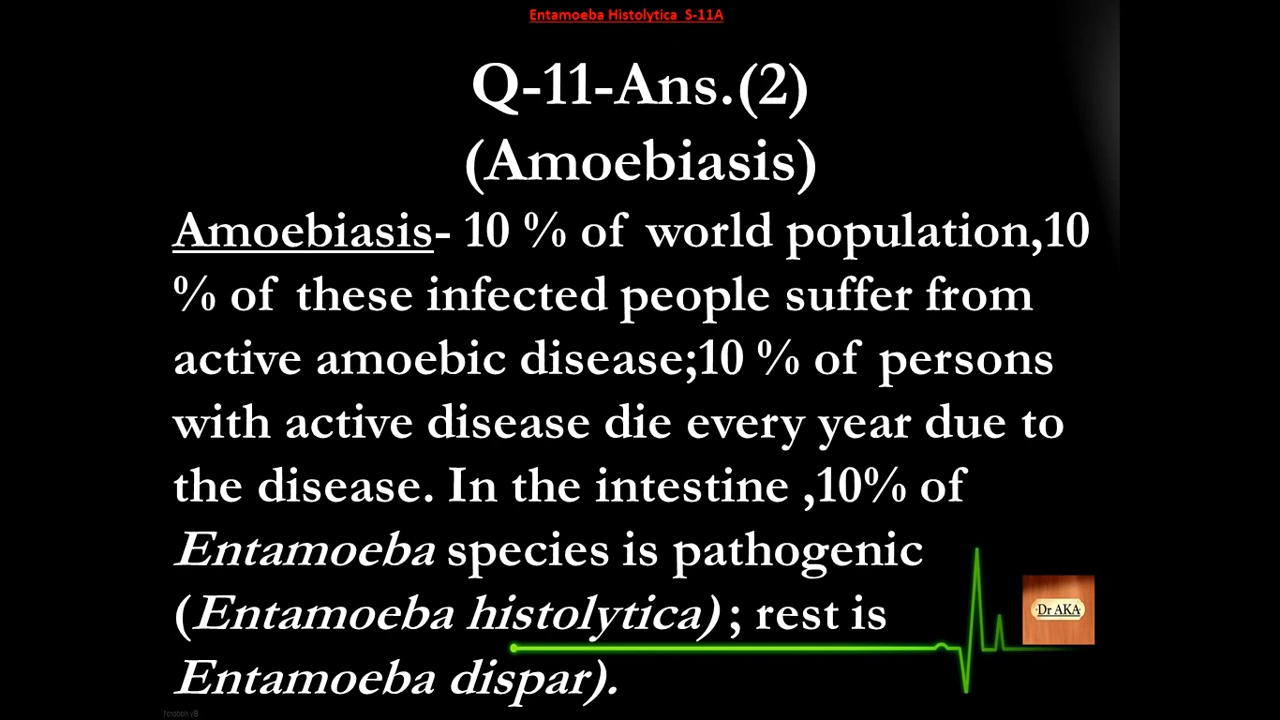 Entamoeba Histolytica S-11A
Q-11-Ans.(2)
(Amoebiasis)
Amoebiasis- 10 % of world population,10
% of these infected people suffer from
active amoebic disease;10 % of persons
with active disease die every year due to
the disease. In the intestine ,10% of
Entamoeba species is pathogenic
(Entamoeba histolytica) ; rest is
Entamoeba dispar).
Dr AKA